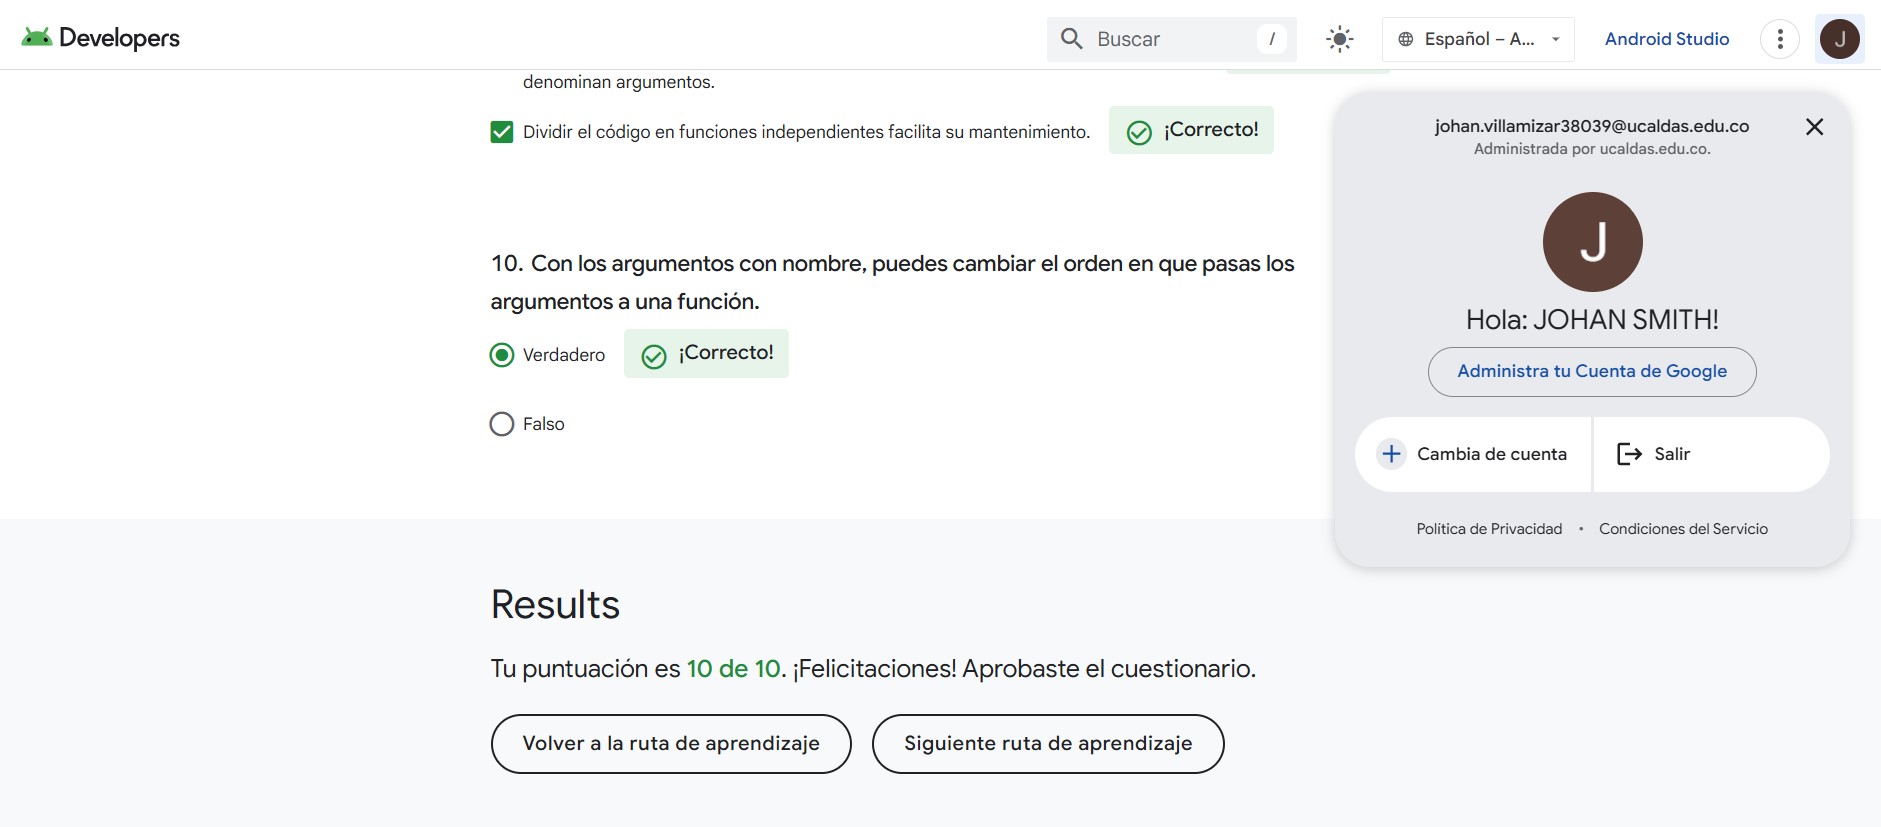 Developers
Buscar
/
Español – A...
Android Studio
J
denominan argumentos.
Dividir el código en funciones independientes facilita su mantenimiento.
¡Correcto!
10. Con los argumentos con nombre, puedes cambiar el orden en que pasas los
argumentos a una función.
Verdadero
¡Correcto!
Falso
Results
Tu puntuación es 10 de 10. ¡Felicitaciones! Aprobaste el cuestionario.
Volver a la ruta de aprendizaje
Siguiente ruta de aprendizaje
johan.villamizar38039@ucaldas.edu.co
Administrada por ucaldas.edu.co.
J
Hola: JOHAN SMITH!
Administra tu Cuenta de Google
Cambia de cuenta
Salir
Política de Privacidad • Condiciones del Servicio